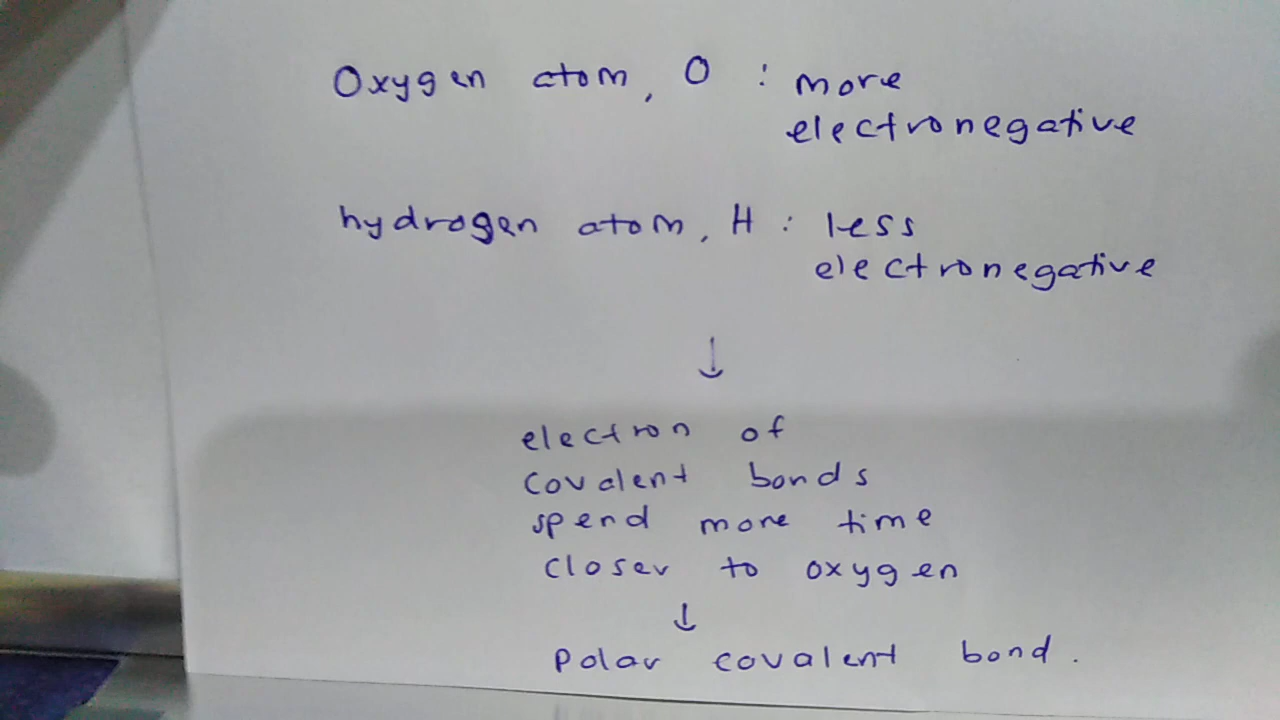 Oxygen atom, O : more
electronegative
hydrogen atom, H : less
electronegative
↓
electron of
covalent bonds
spend more time
closer to oxygen
↓
polar covalent bond.